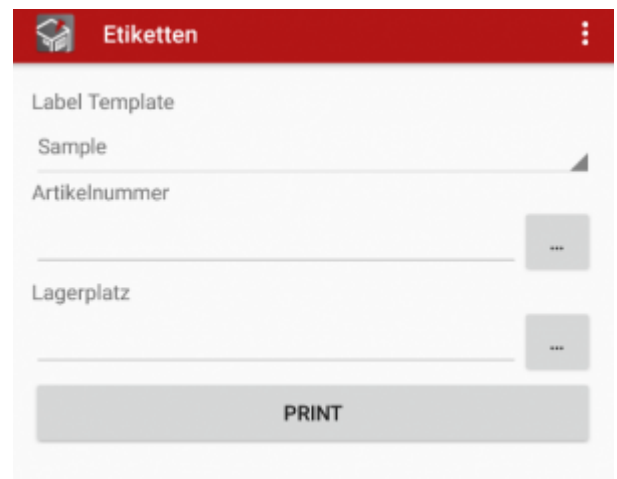 Etiketten
Label Template
Sample
Artikelnummer
...
Lagerplatz
...
PRINT